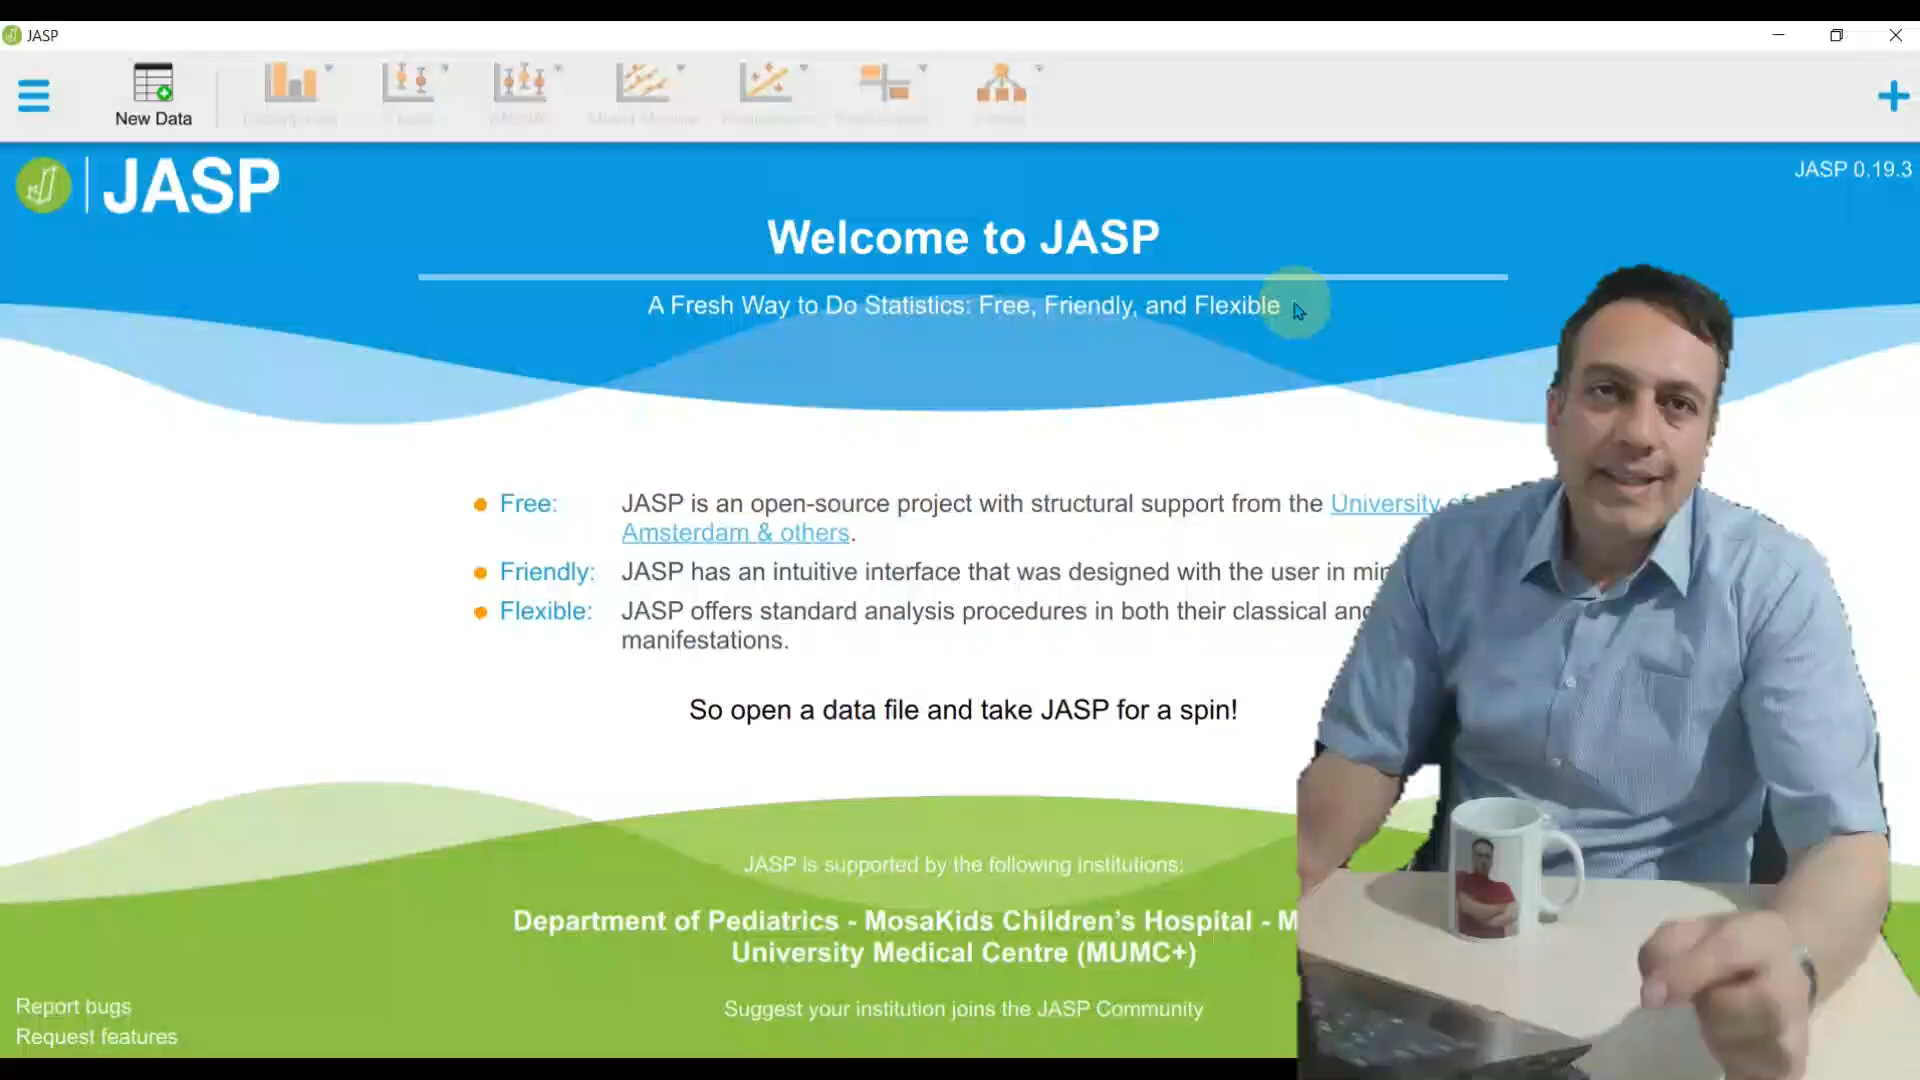 JASP
New Data
JASP
JASP 0.19.3
Welcome to JASP
A Fresh Way to Do Statistics: Free, Friendly, and Flexible
Free: JASP is an open-source project with structural support from the University of
Amsterdam & others.
Friendly: JASP has an intuitive interface that was designed with the user in
Flexible: JASP offers standard analysis procedures in both their classical
manifestations.
So open a data file and take JASP for a spin!
JASP is supported by the following institutions:
Department of Pediatrics - MosaKids Children's Hospital -
University Medical Centre (MUMC+)
Report bugs
Suggest your institution joins the JASP Community
Request features